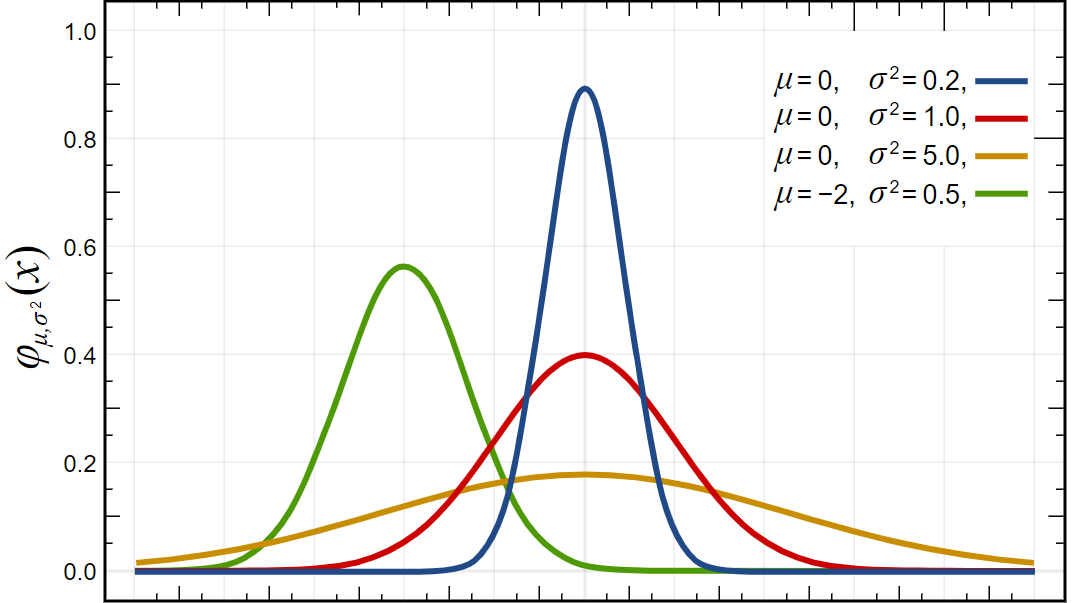 1.0
0.8
0.6
0.4
0.2
0.0
φμ,σ²(x)
μ= 0, σ²= 0.2,
μ= 0, σ²= 1.0,
μ= 0, σ²= 5.0,
μ= −2, σ²= 0.5,